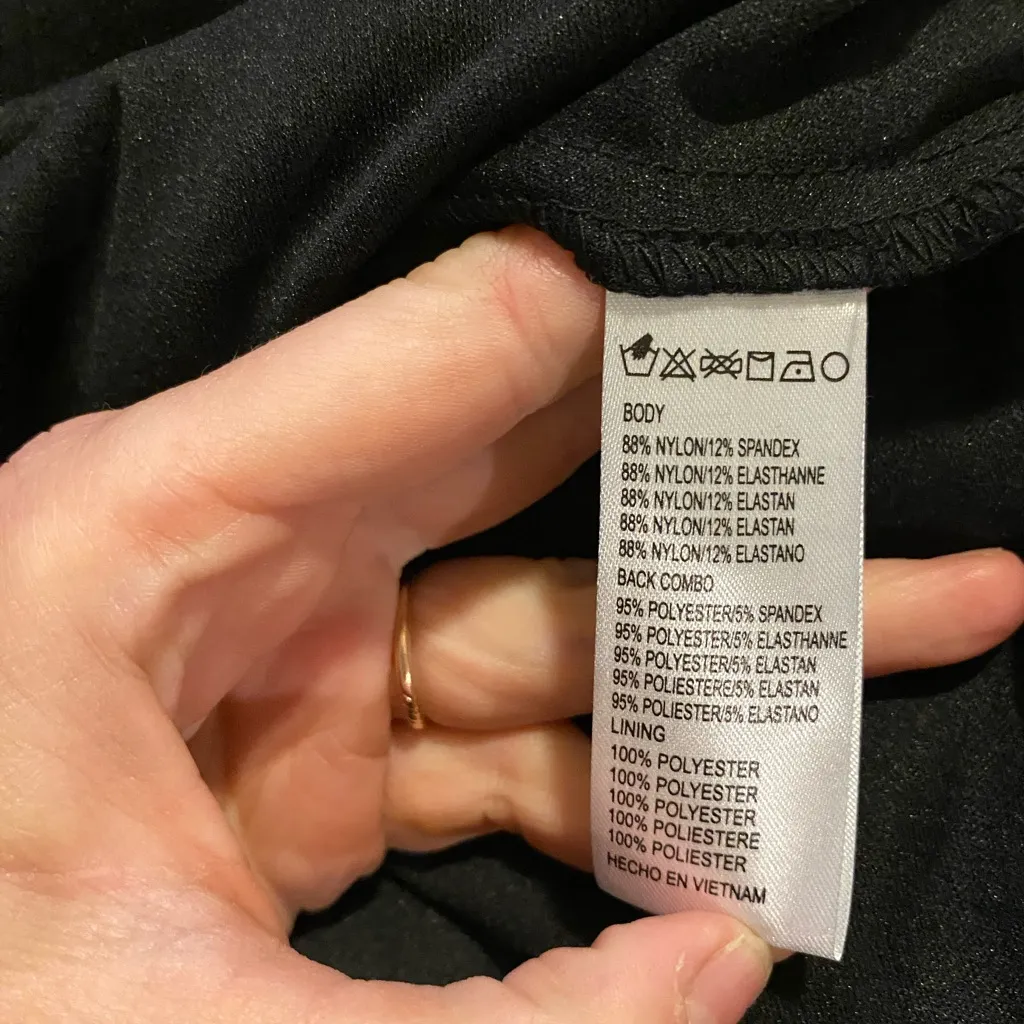 BODY
88% NYLON/12% SPANDEX
88% NYLON/12% ELASTHANNE
88% NYLON/12% ELASTAN
88% NYLON/12% ELASTAN
88% NYLON/12% ELASTANO
BACK COMBO
95% POLYESTER/5% SPANDEX
95% POLYESTER/5% ELASTHANNE
95% POLYESTER/5% ELASTAN
95% POLIESTERE/5% ELASTAN
95% POLIESTER/5% ELASTANO
LINING
100% POLYESTER
100% POLYESTER
100% POLYESTER
100% POLIESTERE
100% POLIESTER
HECHO EN VIETNAM